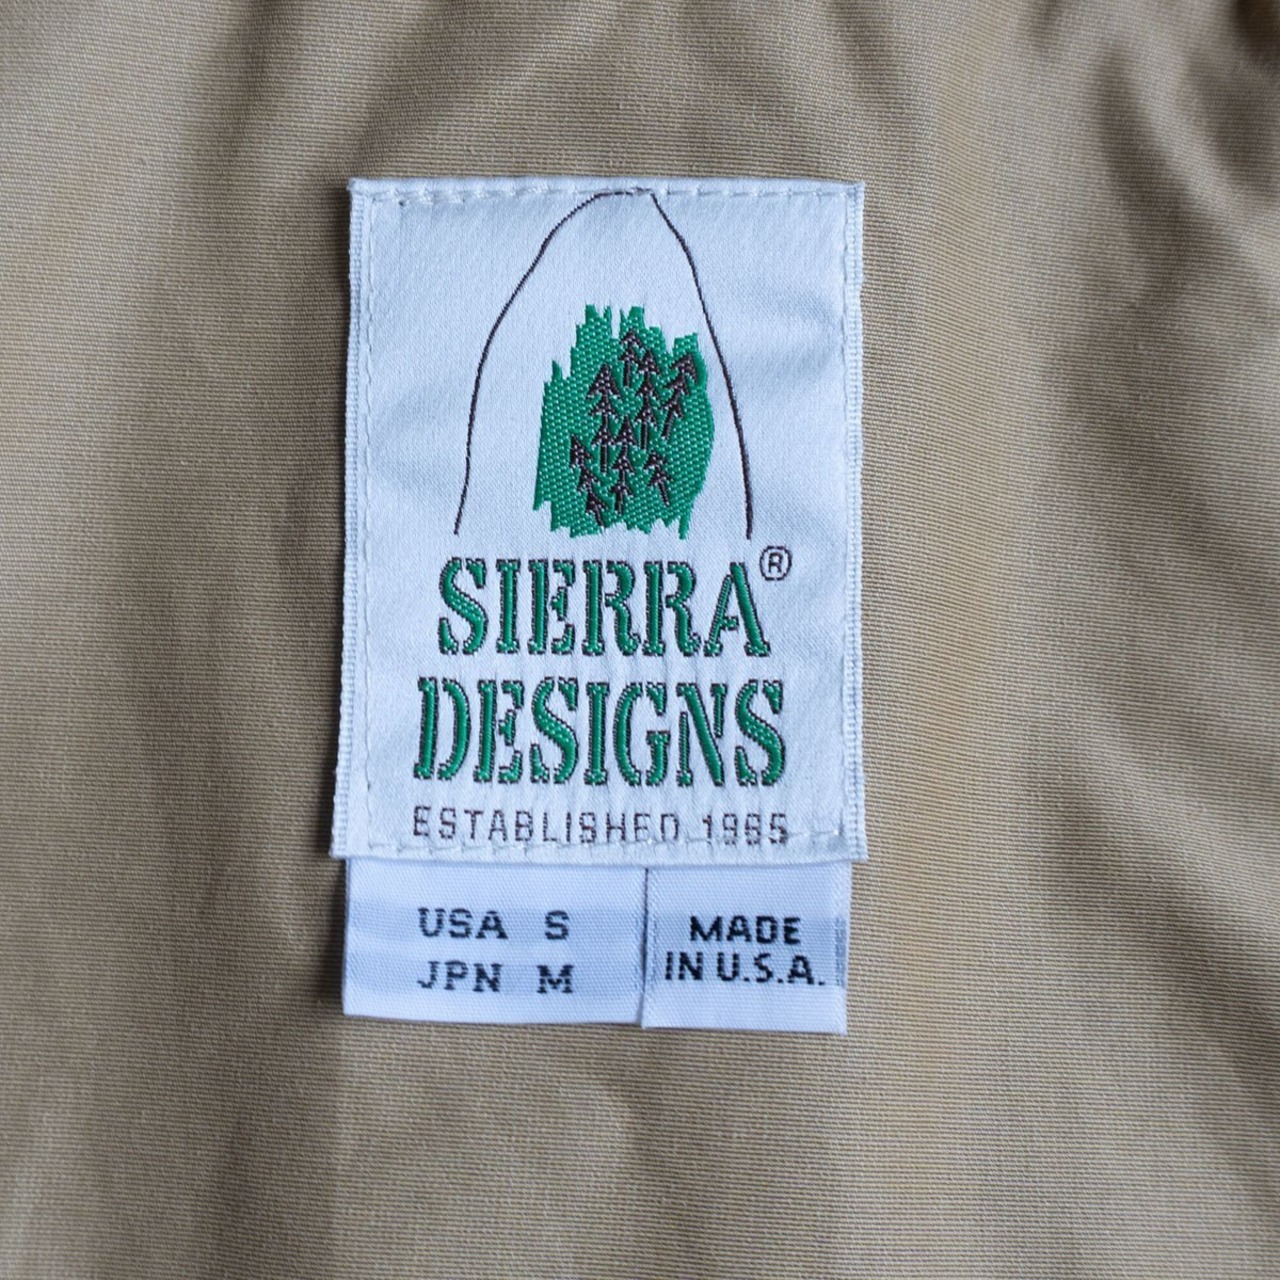 SIERRA®
DESIGNS
ESTABLISHED 1965
USA S
JPN M
MADE
IN U.S.A.